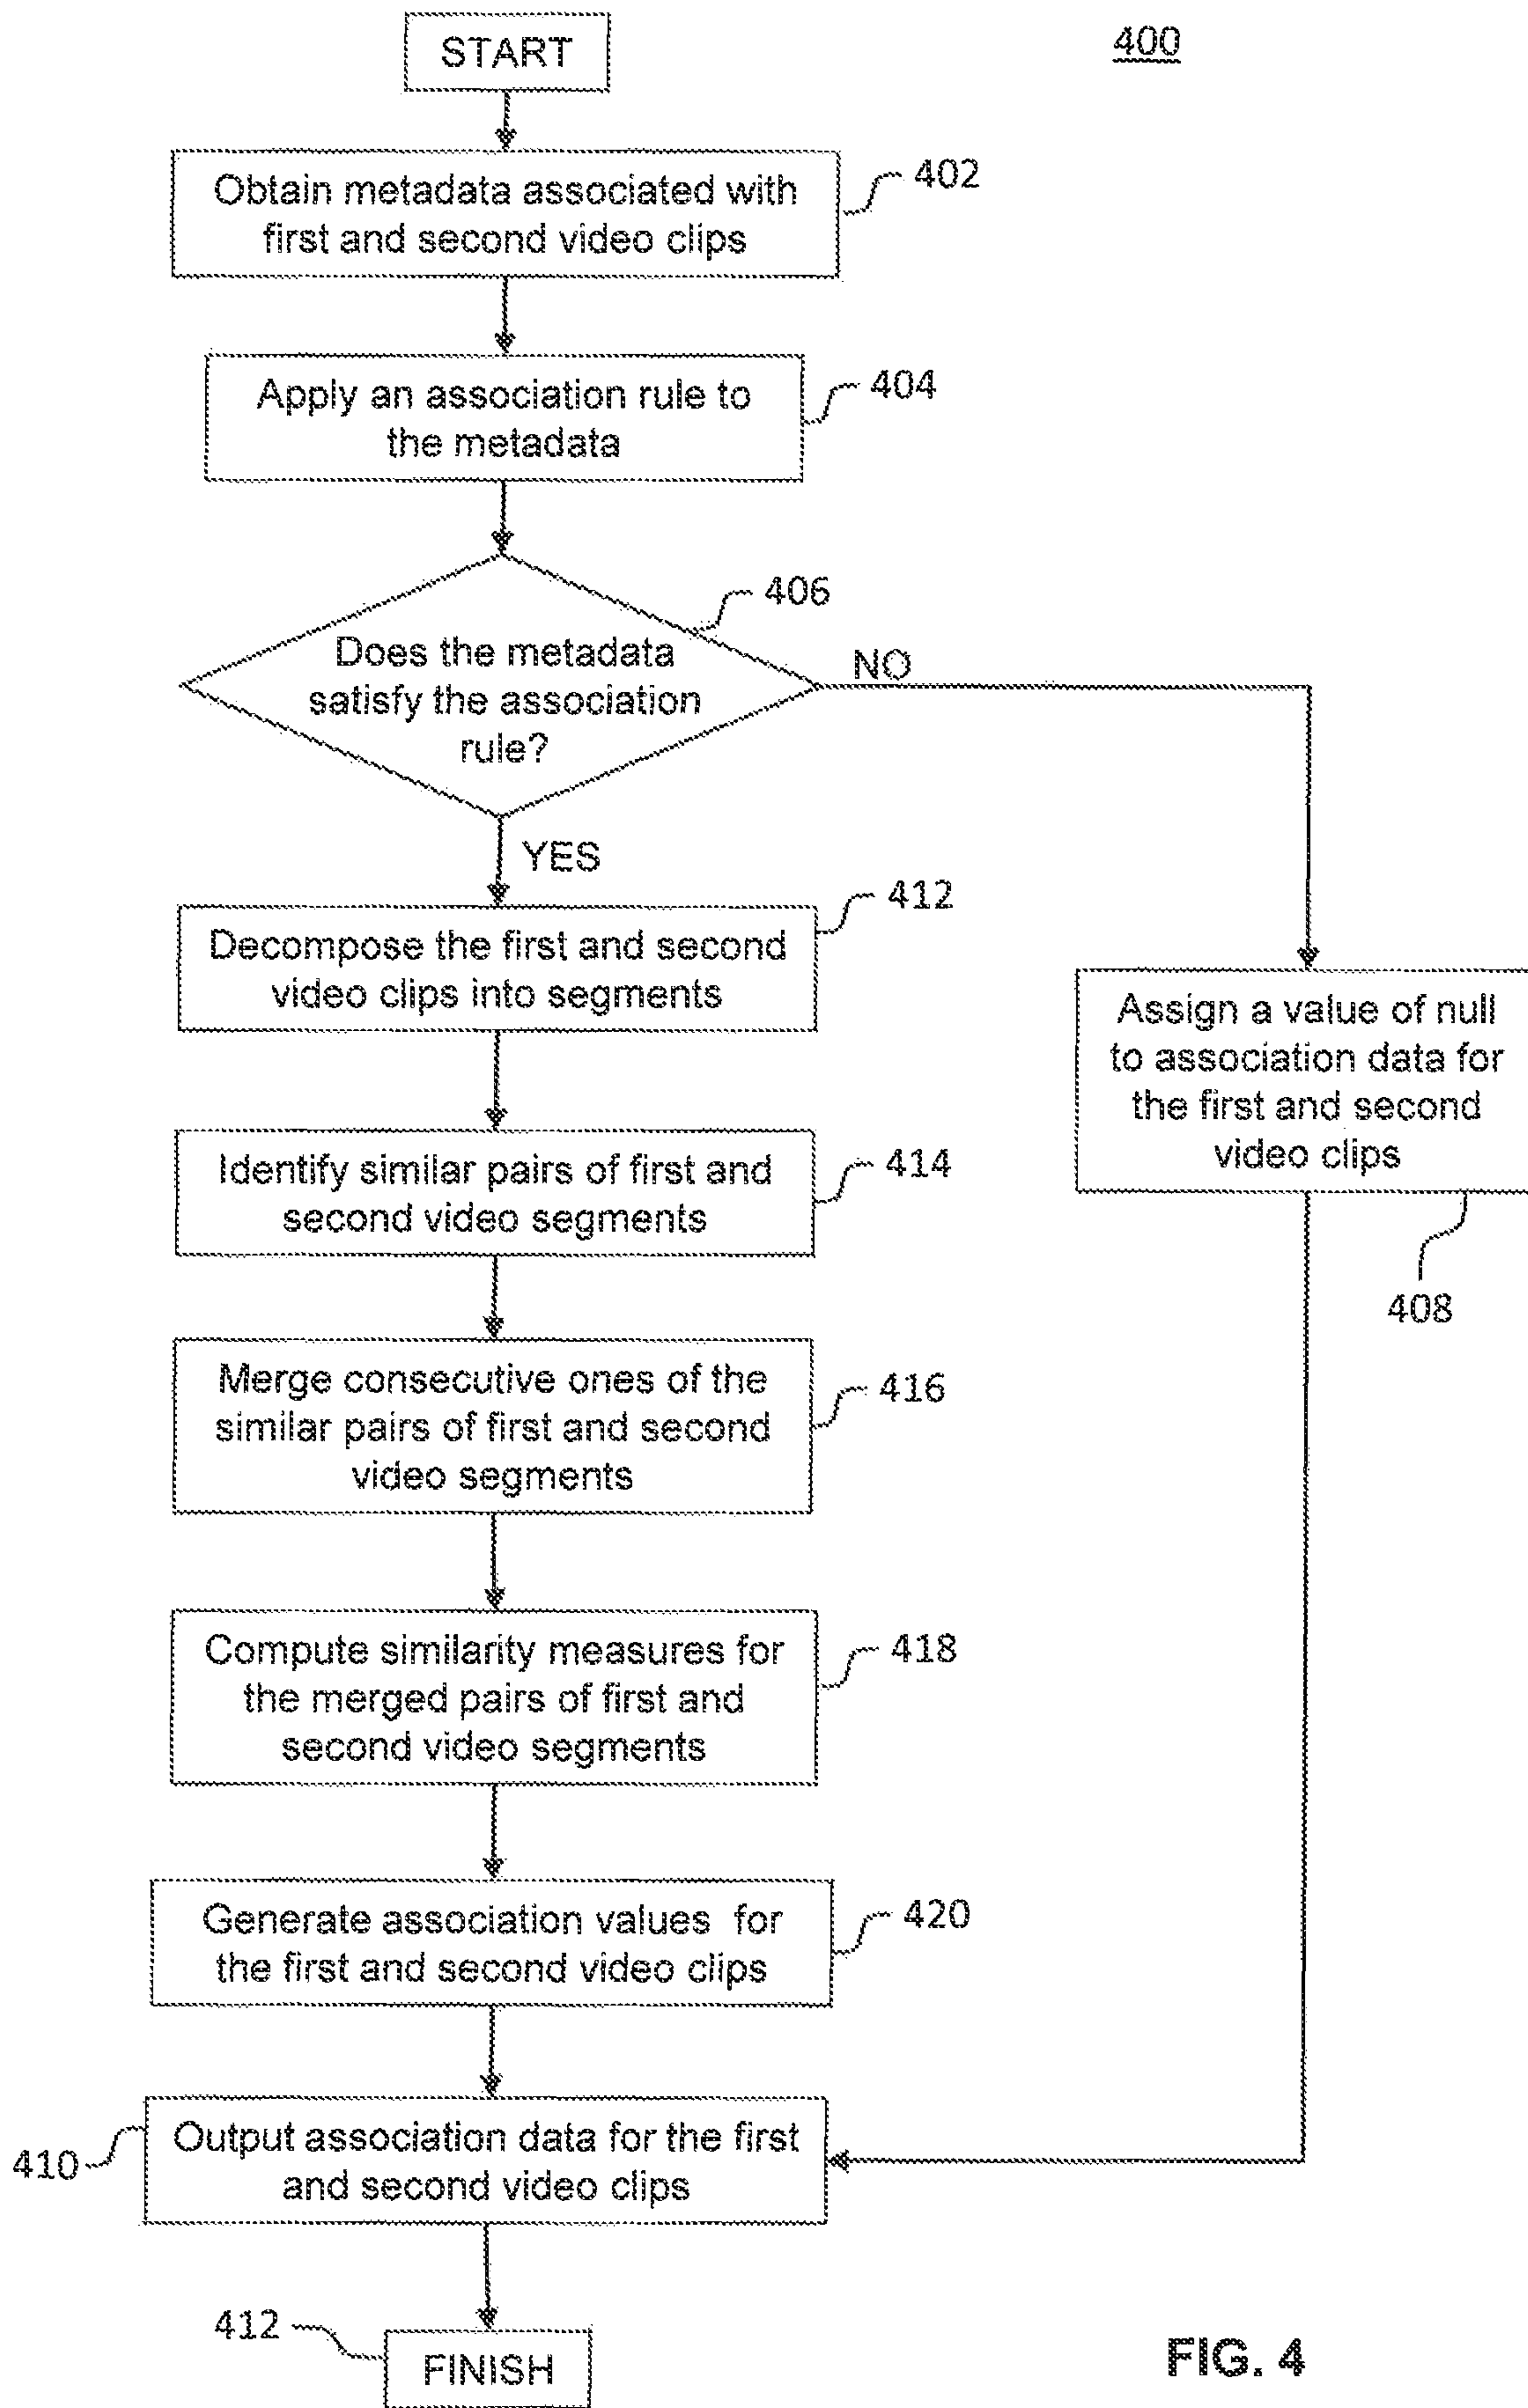 START
400
Obtain metadata associated with
first and second video clips
402
Apply an association rule to
the metadata
404
406
Does the metadata
satisfy the association
rule?
NO
YES
412
Decompose the first and second
video clips into segments
Assign a value of null
to association data for
the first and second
video clips
408
Identify similar pairs of first and
second video segments
414
Merge consecutive ones of the
similar pairs of first and second
video segments
416
Compute similarity measures for
the merged pairs of first and
second video segments
418
Generate association values for
the first and second video clips
420
Output association data for the first
and second video clips
410
412
FINISH
FIG. 4